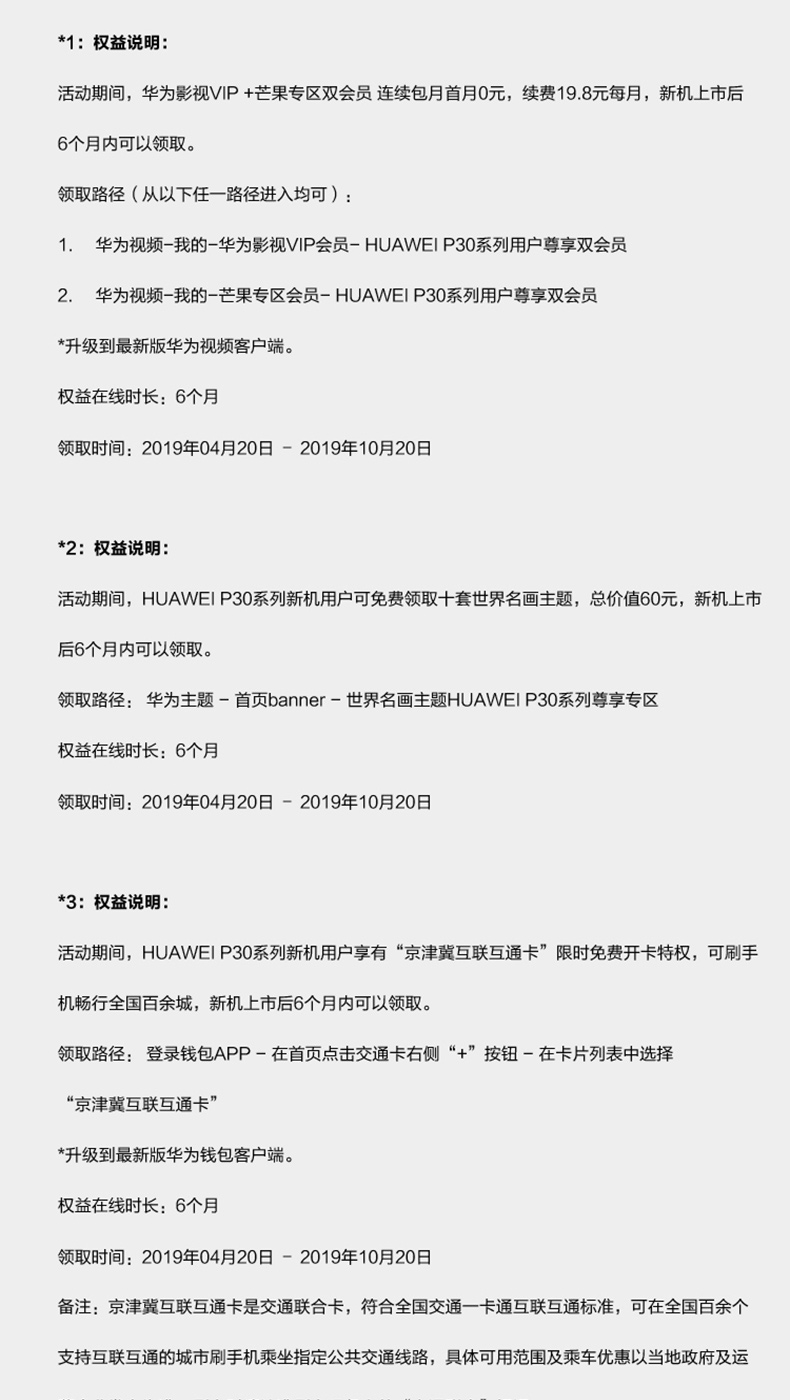 *1：权益说明：
活动期间，华为影视VIP +芒果专区双会员 连续包月首月0元，续费19.8元每月，新机上市后
6个月内可以领取。
领取路径（从以下任一路径进入均可）：
1. 华为视频-我的-华为影视VIP会员- HUAWEI P30系列用户尊享双会员
2. 华为视频-我的-芒果专区会员- HUAWEI P30系列用户尊享双会员
*升级到最新版华为视频客户端。
权益在线时长：6个月
领取时间：2019年04月20日 - 2019年10月20日
*2：权益说明：
活动期间，HUAWEI P30系列新机用户可免费领取十套世界名画主题，总价值60元，新机上市
后6个月内可以领取。
领取路径： 华为主题 - 首页banner - 世界名画主题HUAWEI P30系列尊享专区
权益在线时长：6个月
领取时间：2019年04月20日 - 2019年10月20日
*3：权益说明：
活动期间，HUAWEI P30系列新机用户享有“京津冀互联互通卡”限时免费开卡特权，可刷手
机畅行全国百余城，新机上市后6个月内可以领取。
领取路径： 登录钱包APP - 在首页点击交通卡右侧“+”按钮 - 在卡片列表中选择
“京津冀互联互通卡”
*升级到最新版华为钱包客户端。
权益在线时长：6个月
领取时间：2019年04月20日 - 2019年10月20日
备注：京津冀互联互通卡是交通联合卡，符合全国交通一卡通互联互通标准，可在全国百余个
支持互联互通的城市刷手机乘坐指定公共交通线路，具体可用范围及乘车优惠以当地政府及运